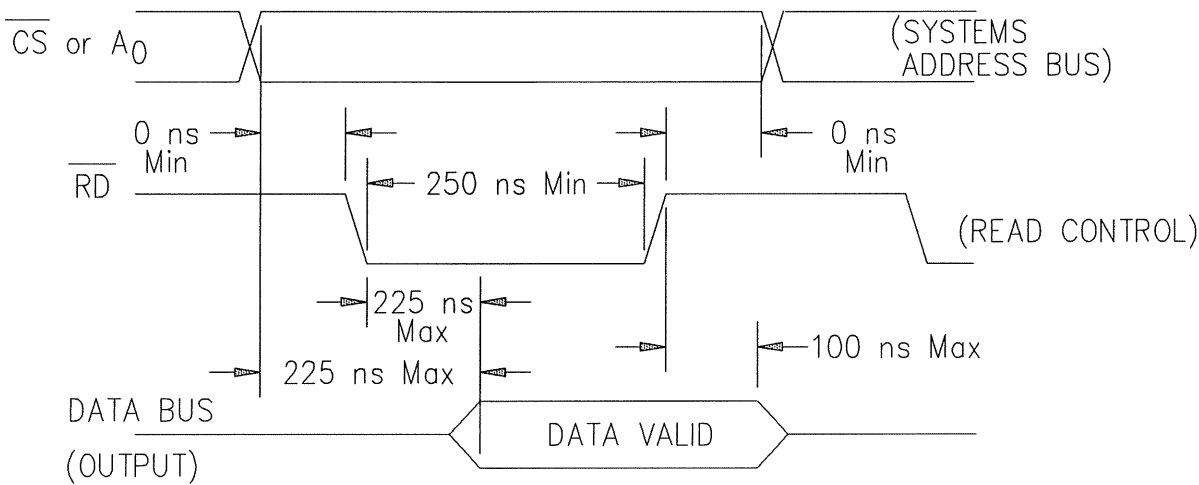 CS or A0
(SYSTEMS
ADDRESS BUS)
0 ns
Min
0 ns
Min
RD
250 ns Min
(READ CONTROL)
225 ns
Max
100 ns Max
225 ns Max
DATA BUS
(OUTPUT)
DATA VALID